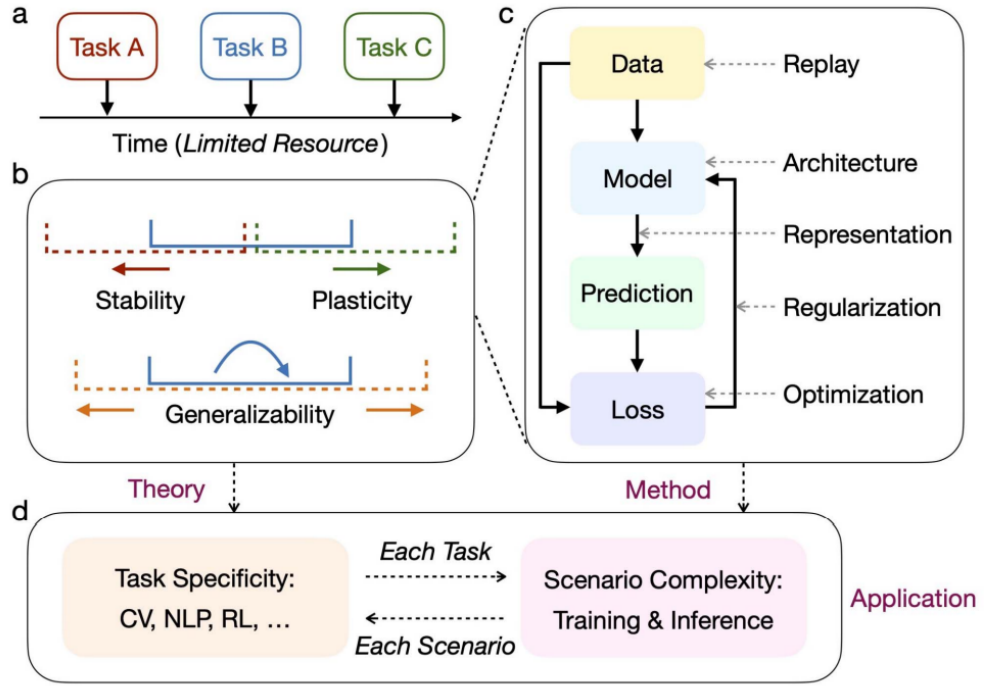 a
Task A
Task B
Task C
Time (Limited Resource)
b
Stability
Plasticity
Generalizability
c
Data
Model
Prediction
Loss
Replay
Architecture
Representation
Regularization
Optimization
Theory
Method
d
Task Specificity:
CV, NLP, RL, ...
Each Task
Each Scenario
Scenario Complexity:
Training & Inference
Application